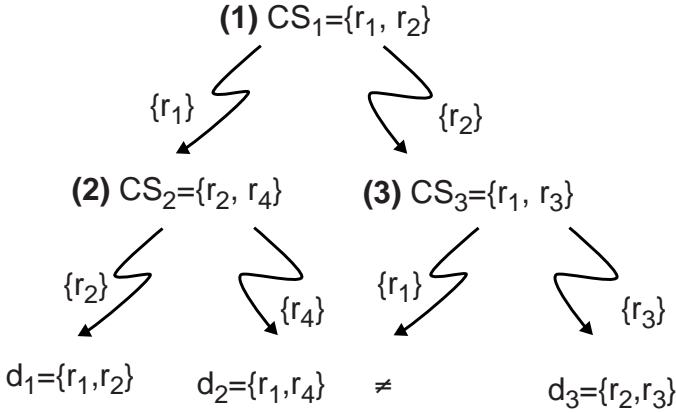 (1) CS₁={r₁, r₂}
{r₁}
{r₂}
(2) CS₂={r₂, r₄}
(3) CS₃={r₁, r₃}
{r₂}
{r₄}
{r₁}
{r₃}
d₁={r₁,r₂}
d₂={r₁,r₄}
≠
d₃={r₂,r₃}